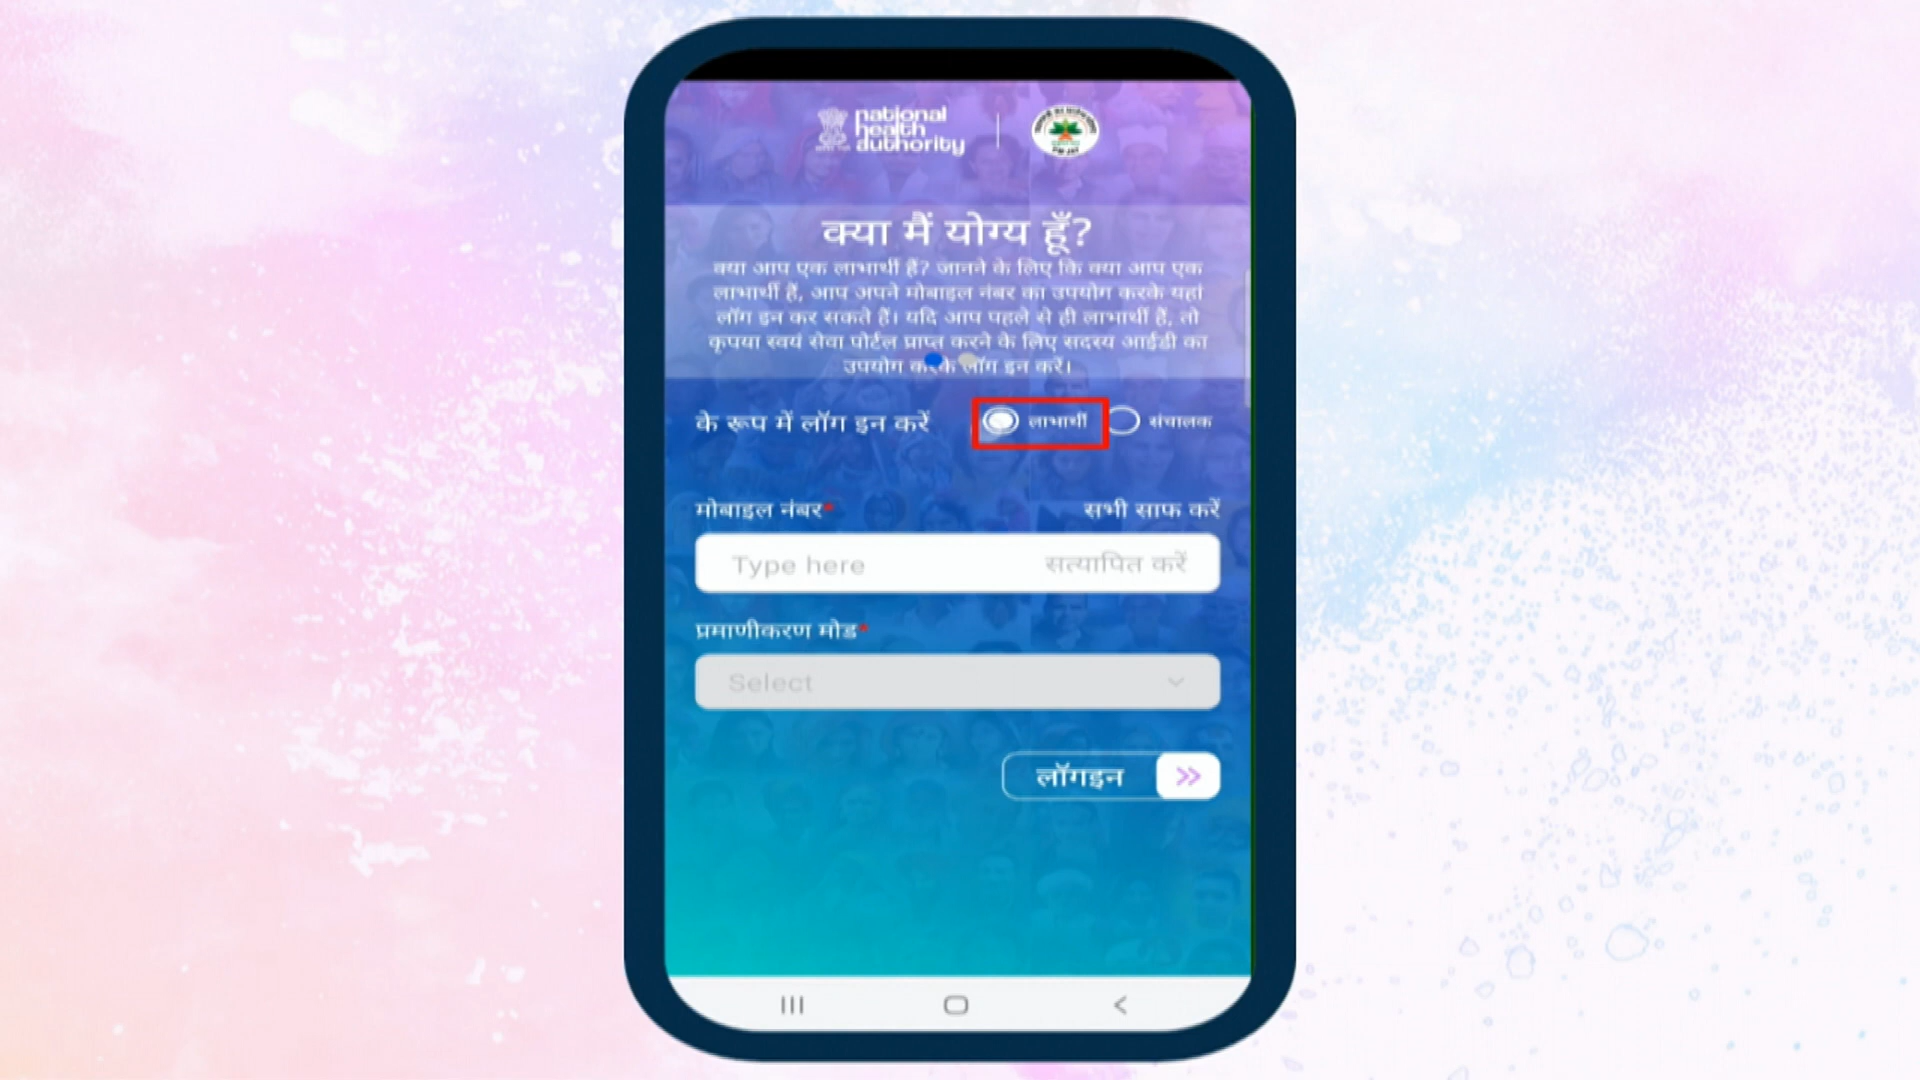 national
health
authority
PM-JAY
क्या मैं योग्य हूँ?
क्या आप एक लाभार्थी हैं? जानने के लिए कि क्या आप एक
लाभार्थी हैं, आप अपने मोबाइल नंबर का उपयोग करके यहां
लॉग इन कर सकते हैं। यदि आप पहले से ही लाभार्थी हैं, तो
कृपया स्वयं सेवा पोर्टल प्राप्त करने के लिए सदस्य आईडी का
उपयोग करके लॉग इन करें।
के रूप में लॉग इन करें लाभार्थी संचालक
मोबाइल नंबर* सभी साफ करें
Type here सत्यापित करें
प्रमाणीकरण मोड*
Select
लॉगइन